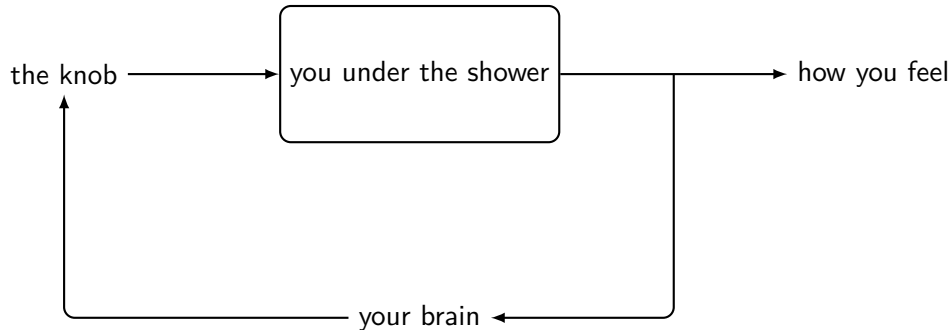 the knob
you under the shower
how you feel
your brain